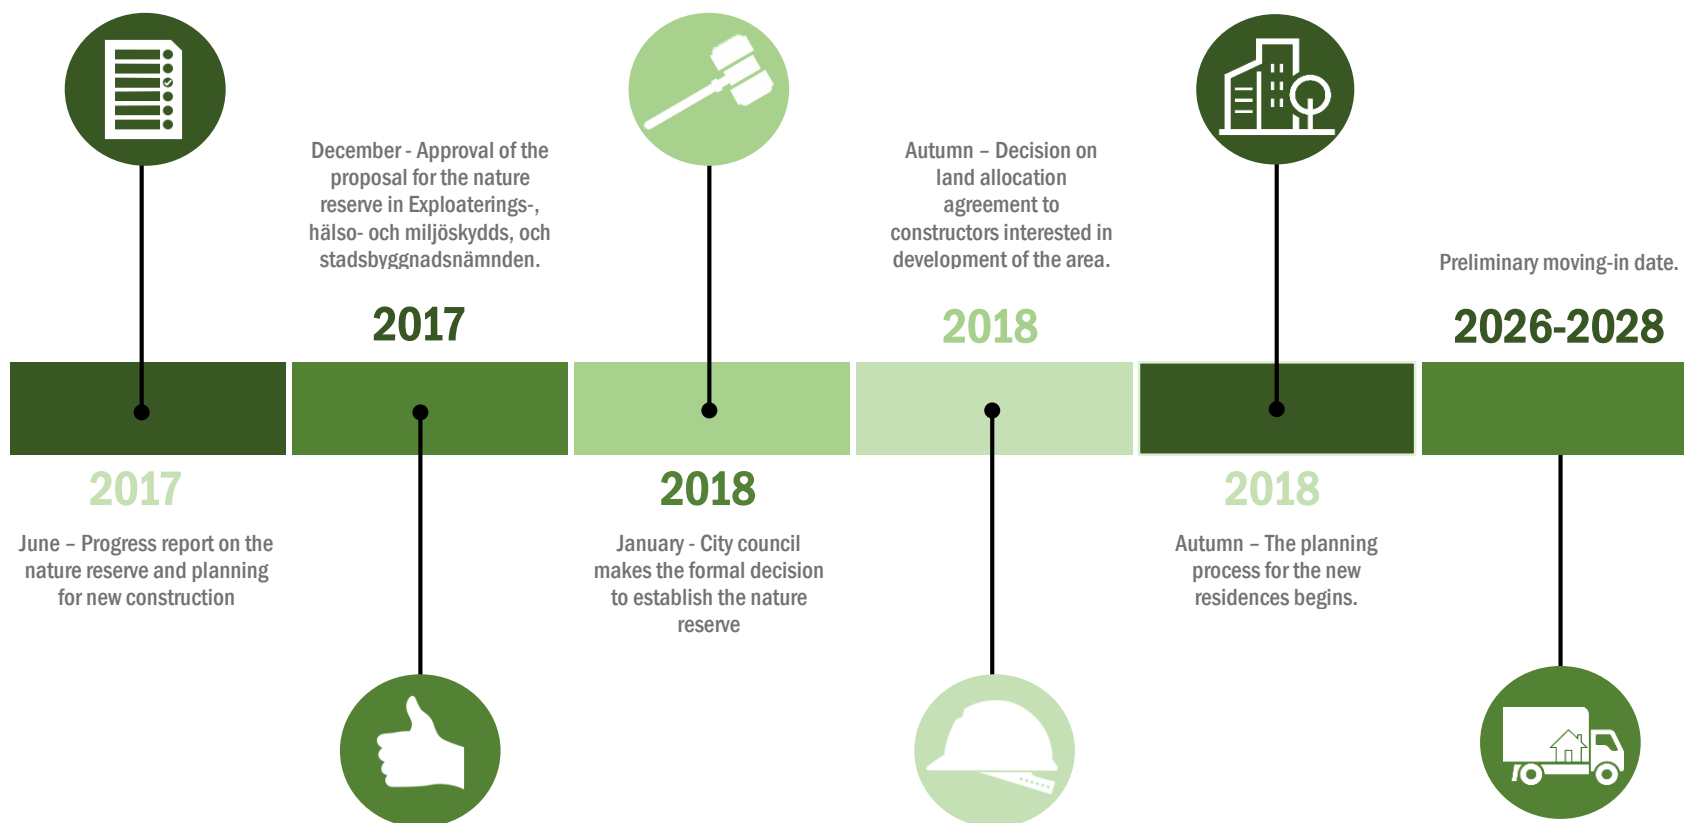 December - Approval of the
proposal for the nature
reserve in Exploaterings-,
hälso- och miljöskydds, och
stadsbyggnadsnämnden.
2017
Autumn – Decision on
land allocation
agreement to
constructors interested in
development of the area.
2018
Preliminary moving-in date.
2026-2028
2017
June – Progress report on the
nature reserve and planning
for new construction
2018
January - City council
makes the formal decision
to establish the nature
reserve
2018
Autumn – The planning
process for the new
residences begins.